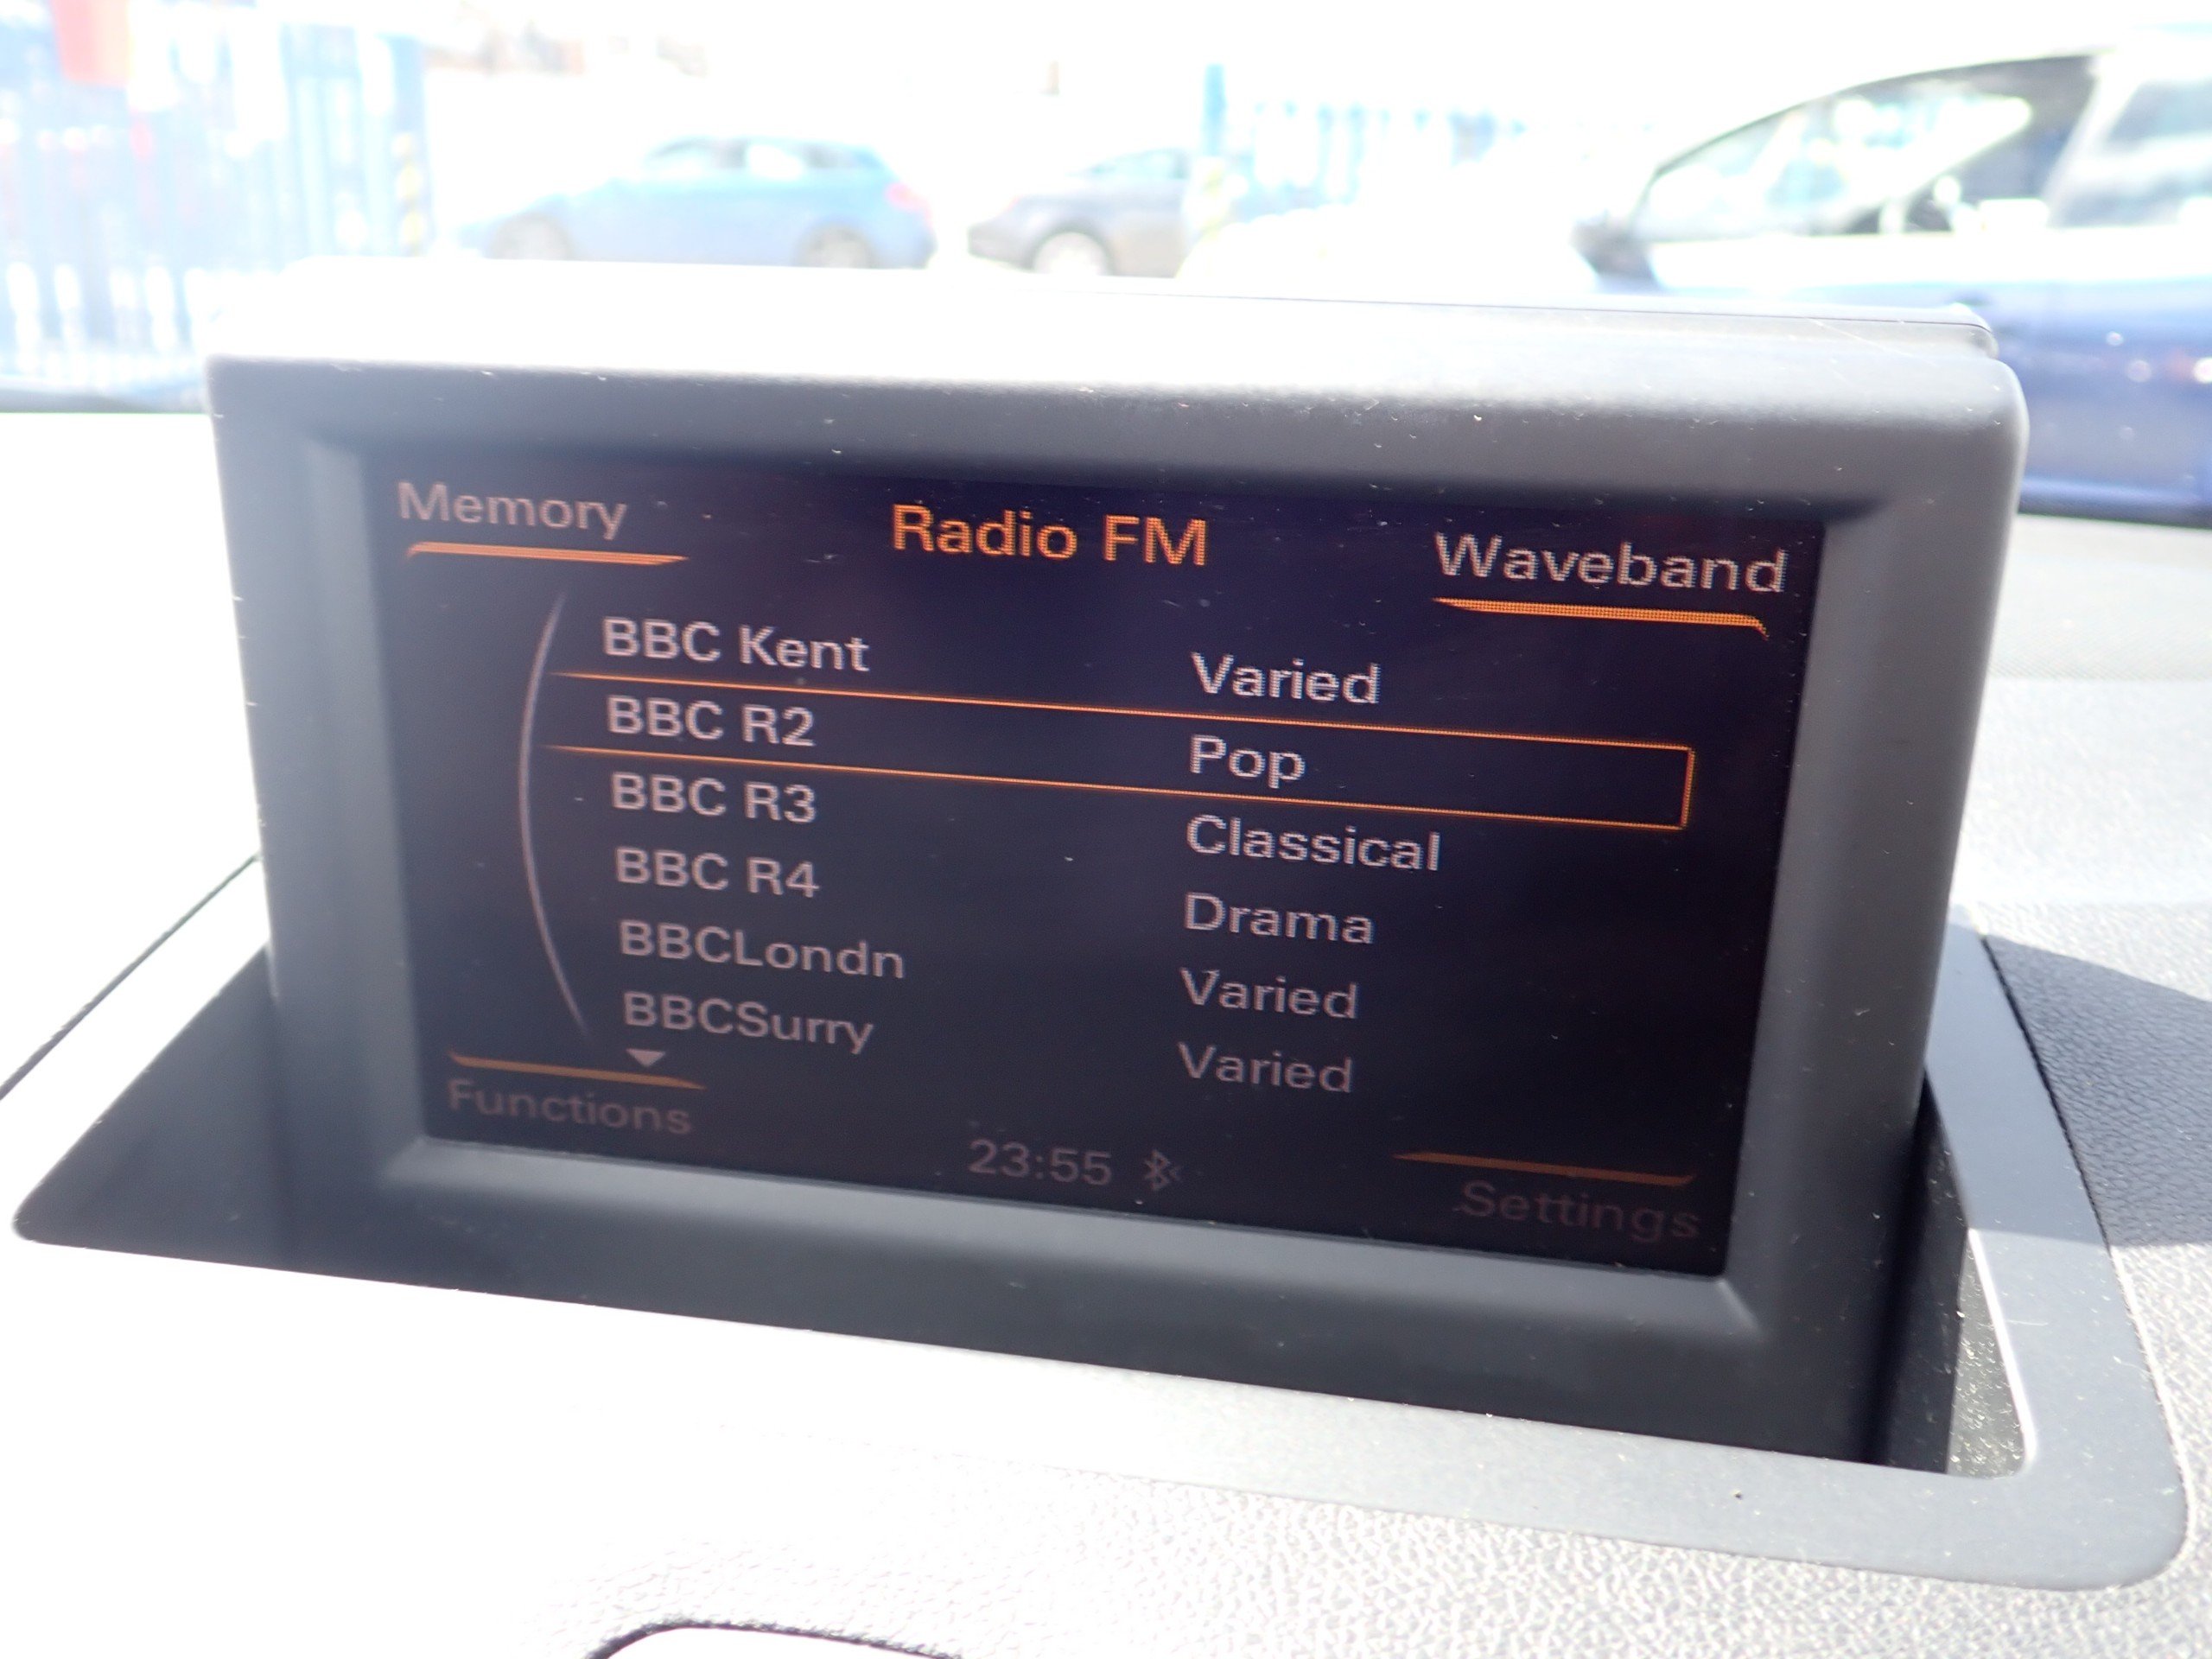 Memory Radio FM Waveband
BBC Kent Varied
BBC R2 Pop
BBC R3 Classical
BBC R4 Drama
BBCLondn Varied
BBCSurry Varied
Functions 23:55 Settings